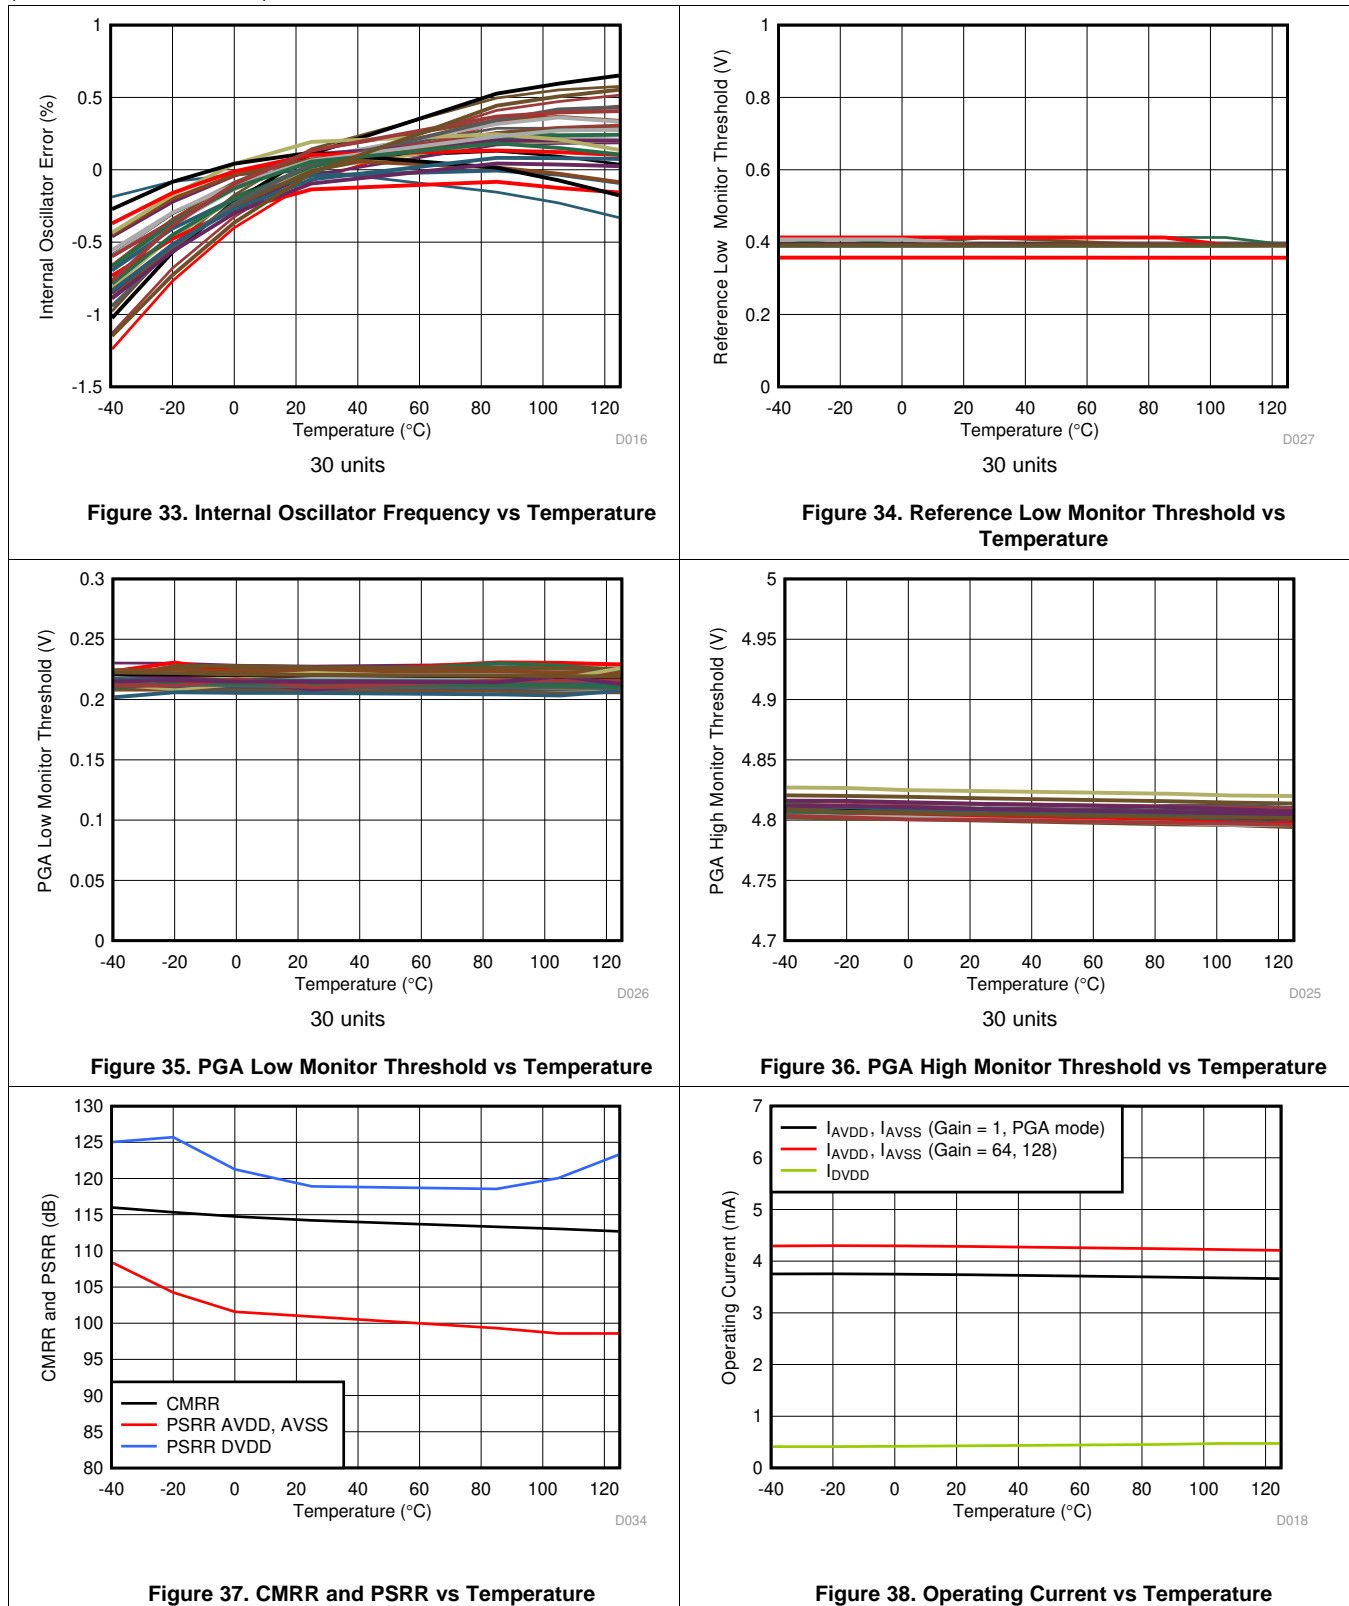 1
0.5
0
-0.5
-1
-1.5
Internal Oscillator Error (%)
-40 -20 0 20 40 60 80 100 120
Temperature (°C)
D016
30 units
Figure 33. Internal Oscillator Frequency vs Temperature
1
0.8
0.6
0.4
0.2
0
Reference Low Monitor Threshold (V)
-40 -20 0 20 40 60 80 100 120
Temperature (°C)
D027
30 units
Figure 34. Reference Low Monitor Threshold vs
Temperature
0.3
0.25
0.2
0.15
0.1
0.05
0
PGA Low Monitor Threshold (V)
-40 -20 0 20 40 60 80 100 120
Temperature (°C)
D026
30 units
Figure 35. PGA Low Monitor Threshold vs Temperature
5
4.95
4.9
4.85
4.8
4.75
4.7
PGA High Monitor Threshold (V)
-40 -20 0 20 40 60 80 100 120
Temperature (°C)
D025
30 units
Figure 36. PGA High Monitor Threshold vs Temperature
130
125
120
115
110
105
100
95
90
85
80
CMRR and PSRR (dB)
CMRR
PSRR AVDD, AVSS
PSRR DVDD
-40 -20 0 20 40 60 80 100 120
Temperature (°C)
D034
Figure 37. CMRR and PSRR vs Temperature
7
6
5
4
3
2
1
0
Operating Current (mA)
IAVDD, IAVSS (Gain = 1, PGA mode)
IAVDD, IAVSS (Gain = 64, 128)
IDVDD
-40 -20 0 20 40 60 80 100 120
Temperature (°C)
D018
Figure 38. Operating Current vs Temperature